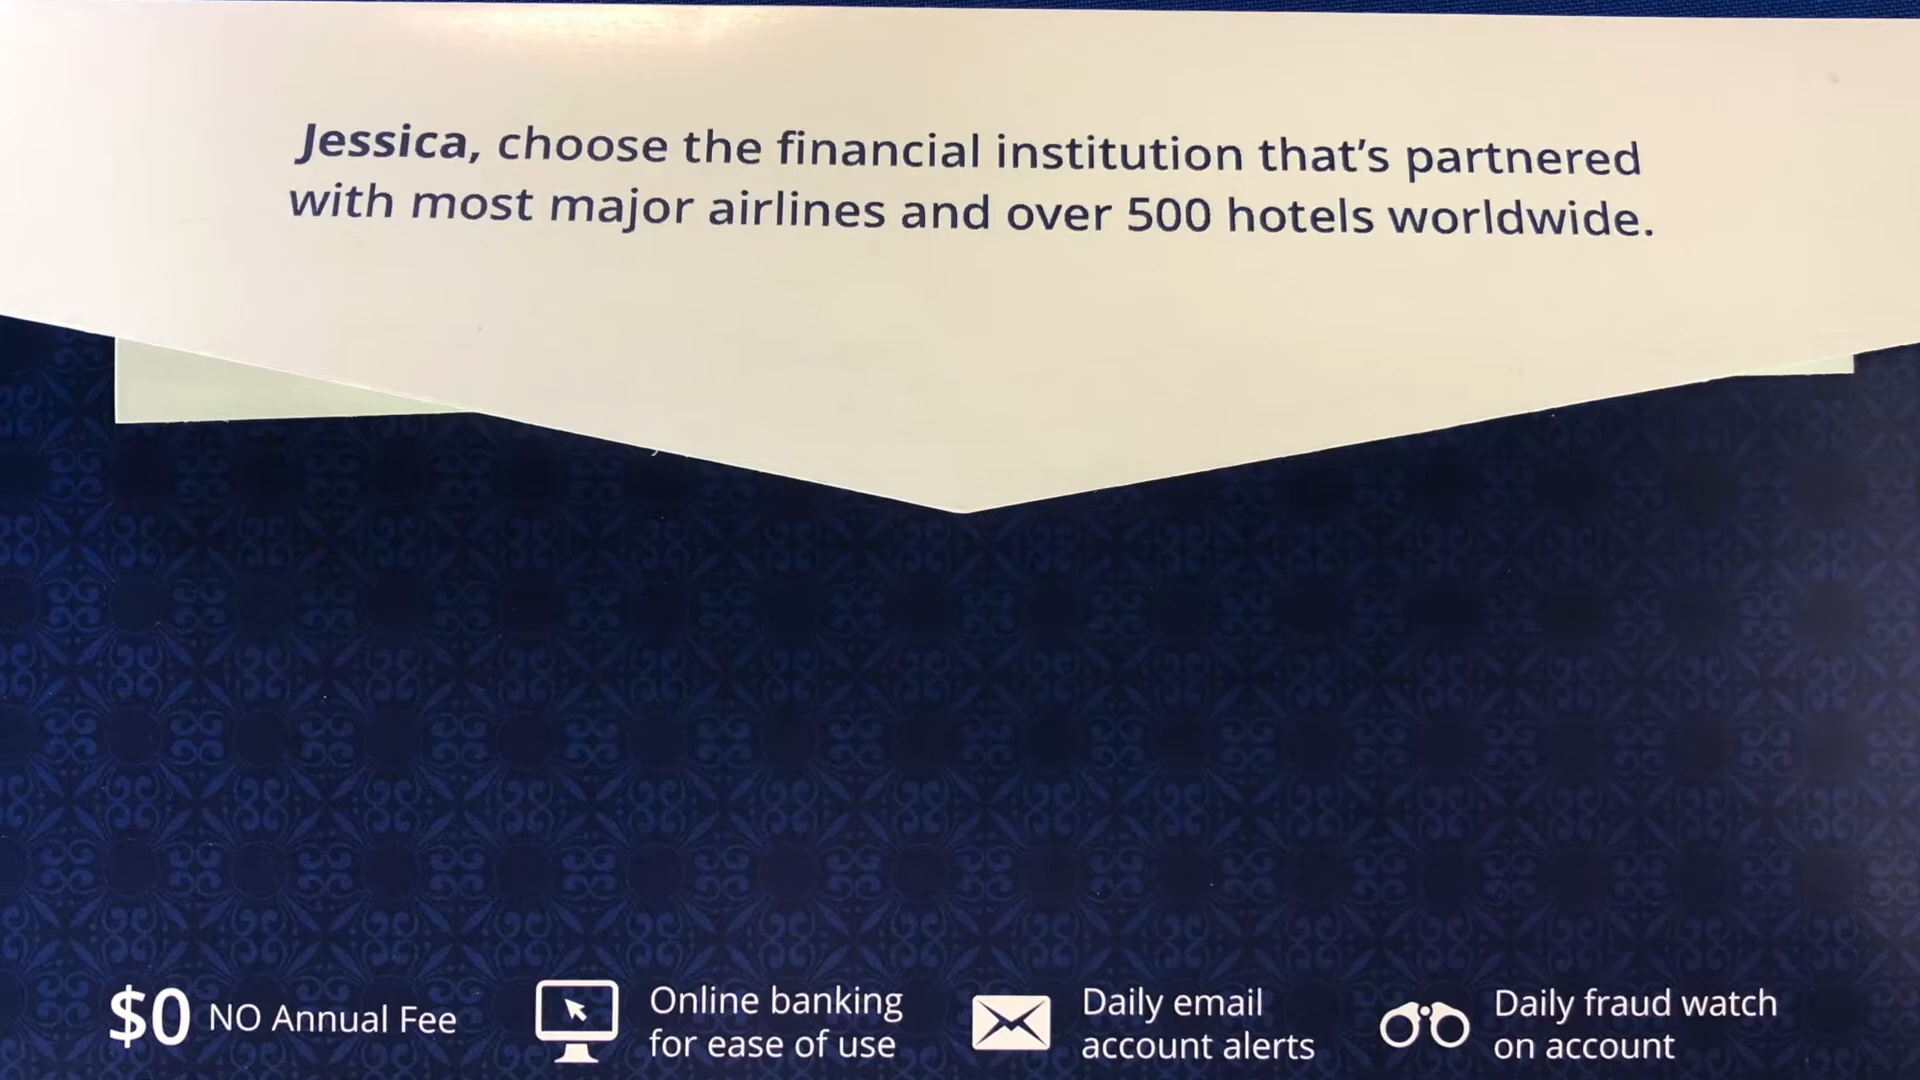 Jessica, choose the financial institution that's partnered
with most major airlines and over 500 hotels worldwide.
$0 NO Annual Fee
Online banking
for ease of use
Daily email
account alerts
Daily fraud watch
on account